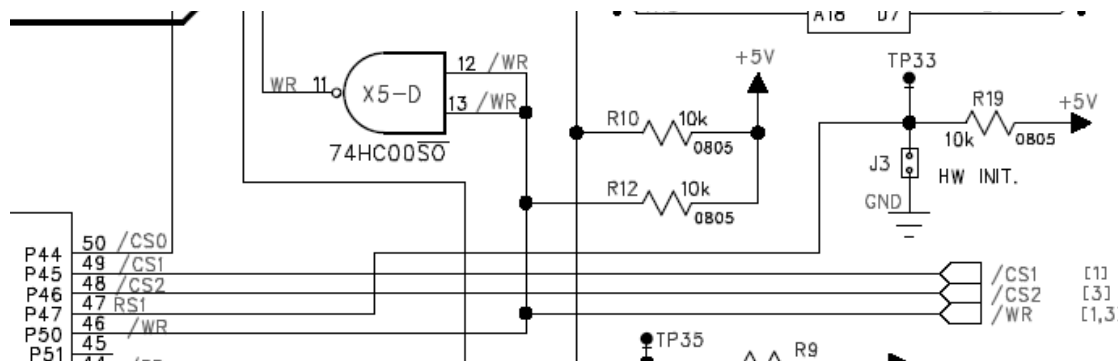 A18 D7
12 /WR
WR 11
X5-D
13 /WR
74HC00SO
+5V
R10 10k
0805
R12 10k
0805
TP33
R19 +5V
10k 0805
J3
HW INIT.
GND
P44 50 /CS0
P45 49 /CS1
P46 48 /CS2
P47 47 RS1
P50 46 /WR
P51 45
44
/CS1 [1]
/CS2 [3]
/WR [1,3
TP35
R9